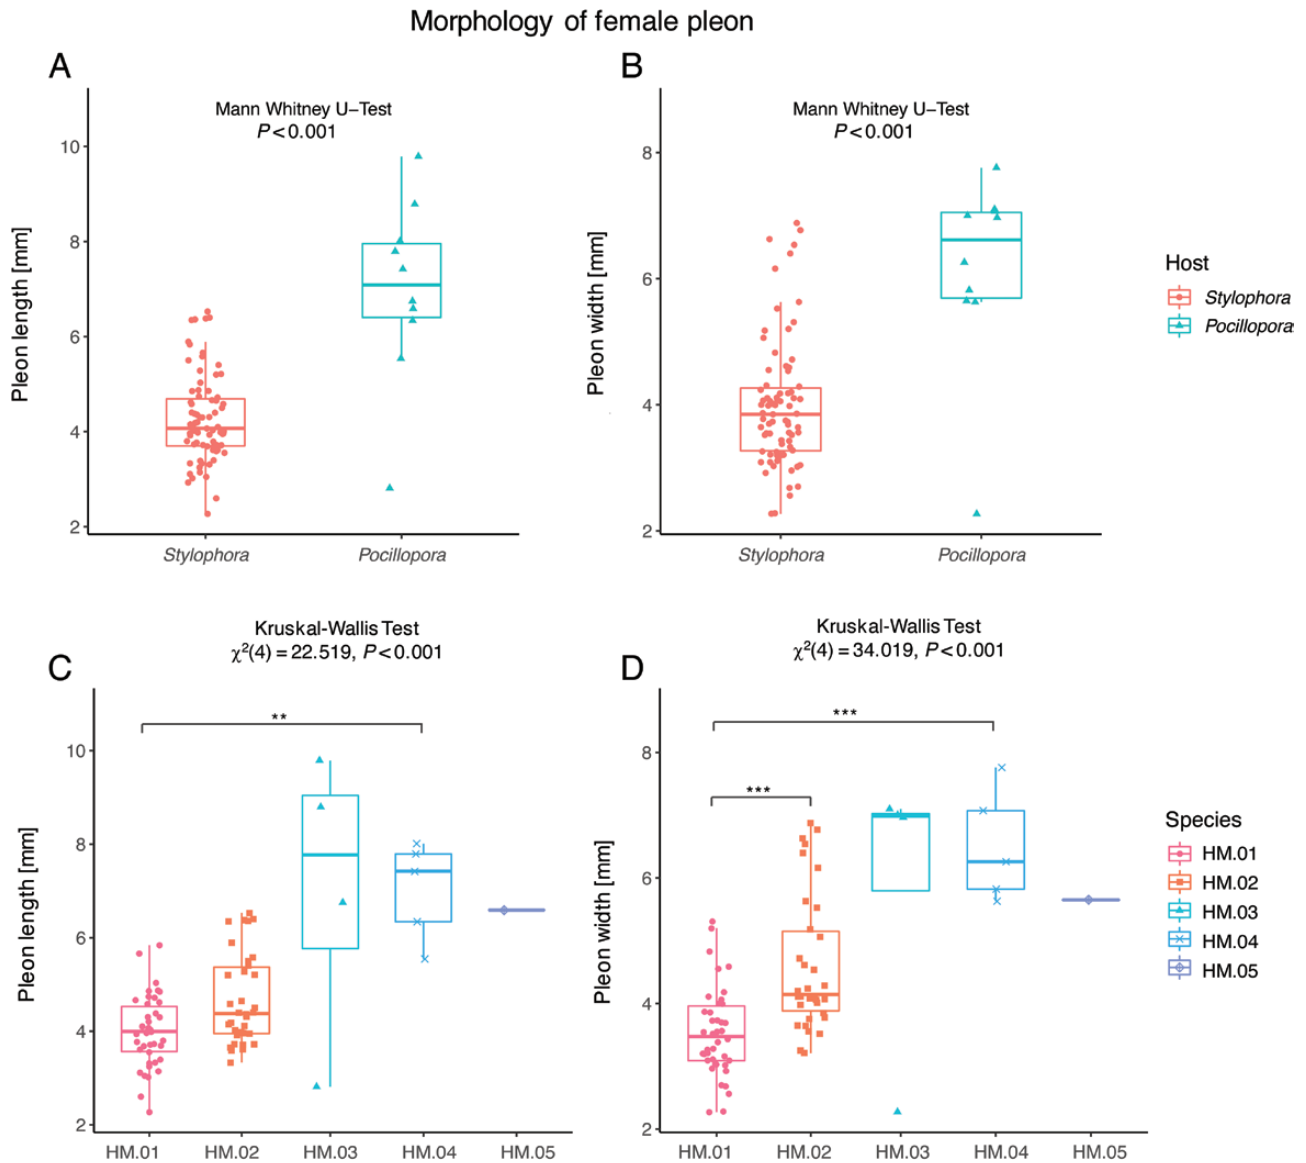 Morphology of female pleon
A
Mann Whitney U–Test
P < 0.001
Pleon length [mm]
10
8
6
4
2
Stylophora
Pocillopora
B
Mann Whitney U–Test
P < 0.001
Pleon width [mm]
8
6
4
2
Stylophora
Pocillopora
Host
Stylophora
Pocillopora
C
Kruskal-Wallis Test
χ²(4) = 22.519, P < 0.001
**
Pleon length [mm]
10
8
6
4
2
HM.01
HM.02
HM.03
HM.04
HM.05
D
Kruskal-Wallis Test
χ²(4) = 34.019, P < 0.001
***
***
Pleon width [mm]
8
6
4
2
HM.01
HM.02
HM.03
HM.04
HM.05
Species
HM.01
HM.02
HM.03
HM.04
HM.05